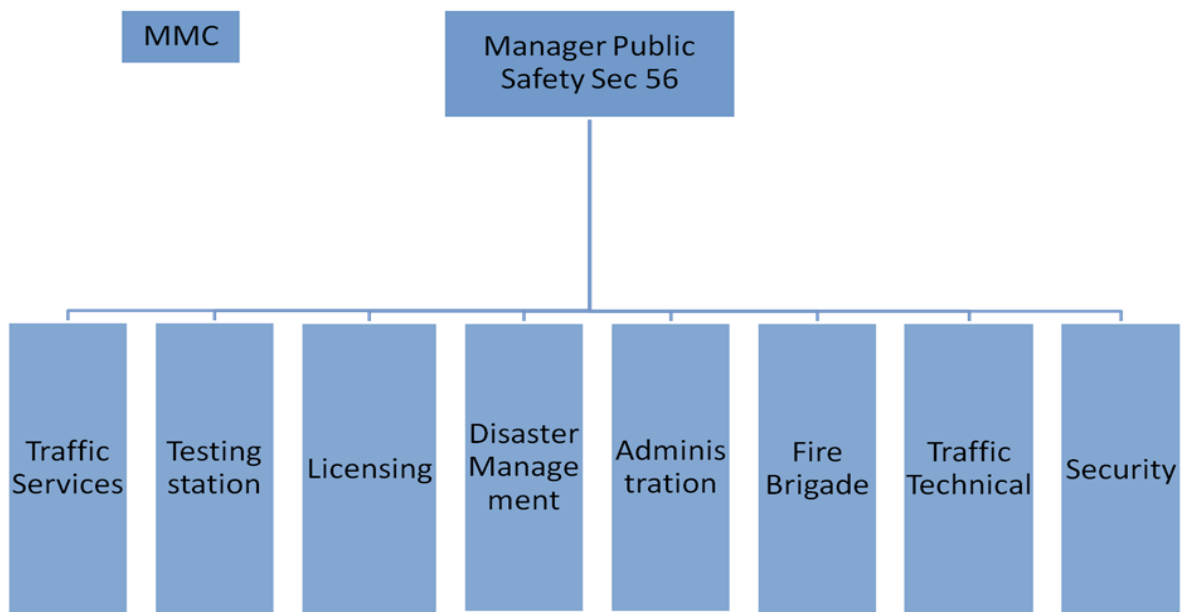 MMC
Manager Public
Safety Sec 56
Traffic
Services
Testing
station
Licensing
Disaster
Manage
ment
Adminis
tration
Fire
Brigade
Traffic
Technical
Security